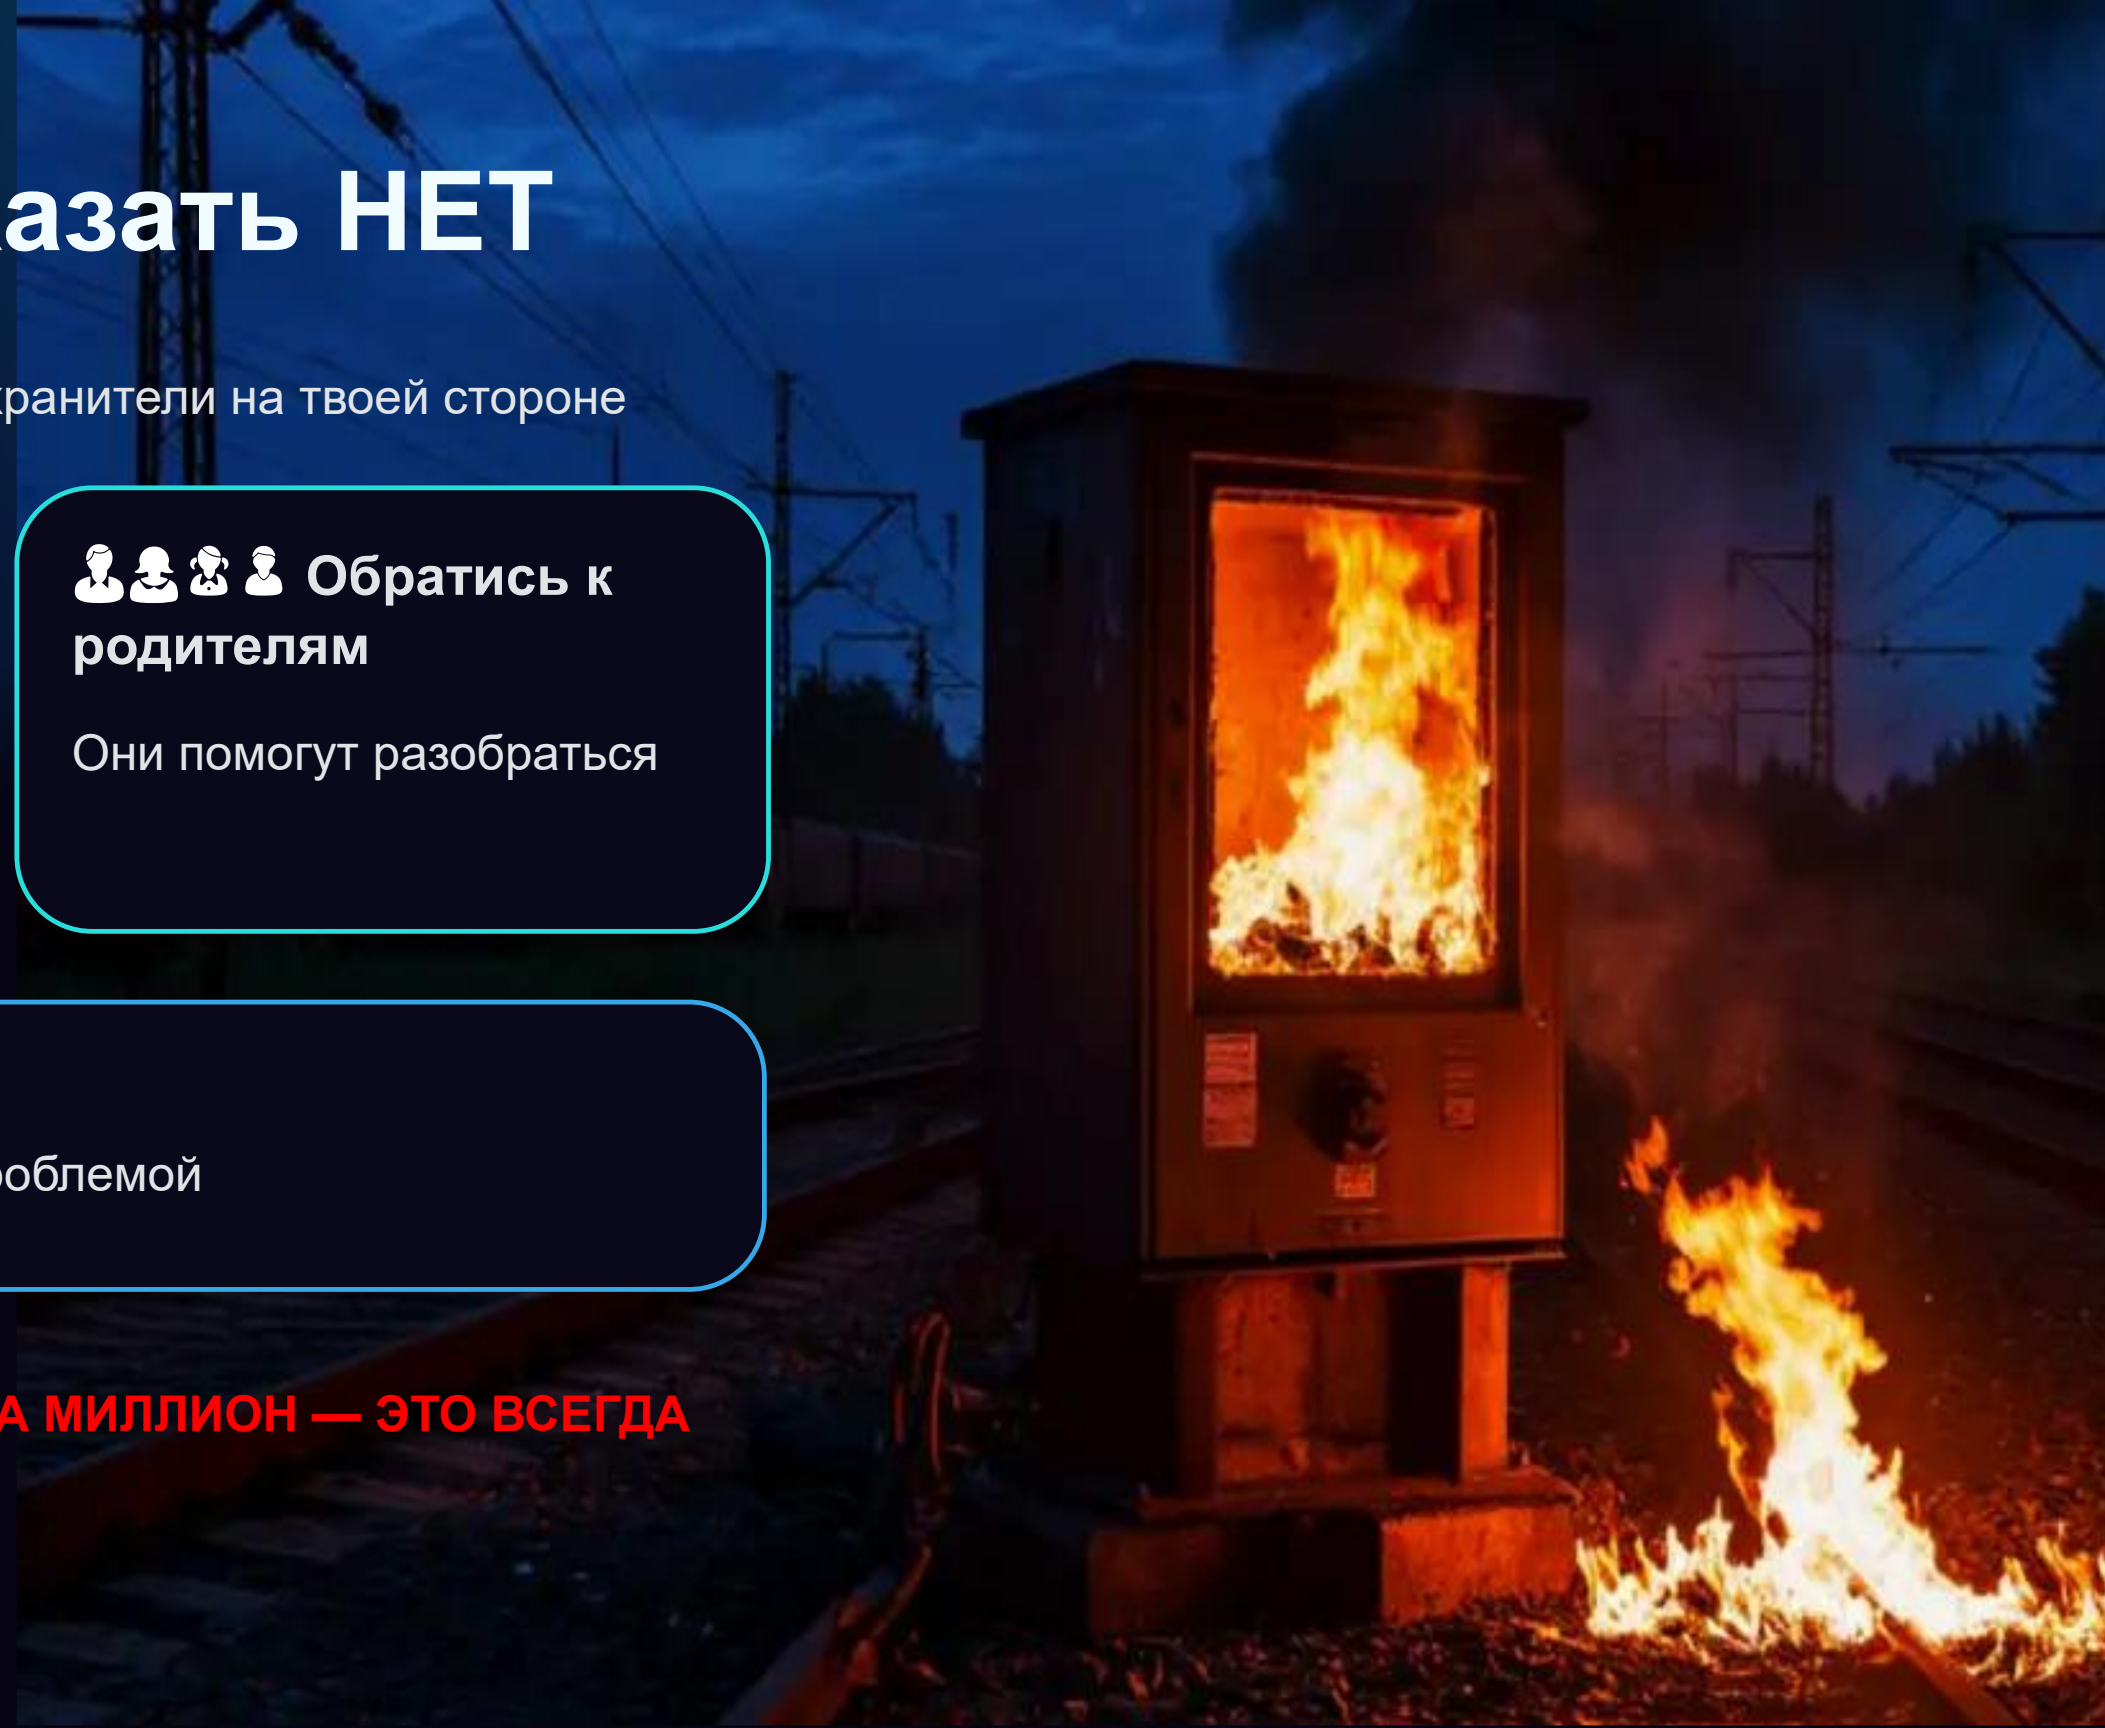 азать НЕТ
хранители на твоей стороне
Обратись к
родителям
Они помогут разобраться
облемой
А МИЛЛИОН — ЭТО ВСЕГДА